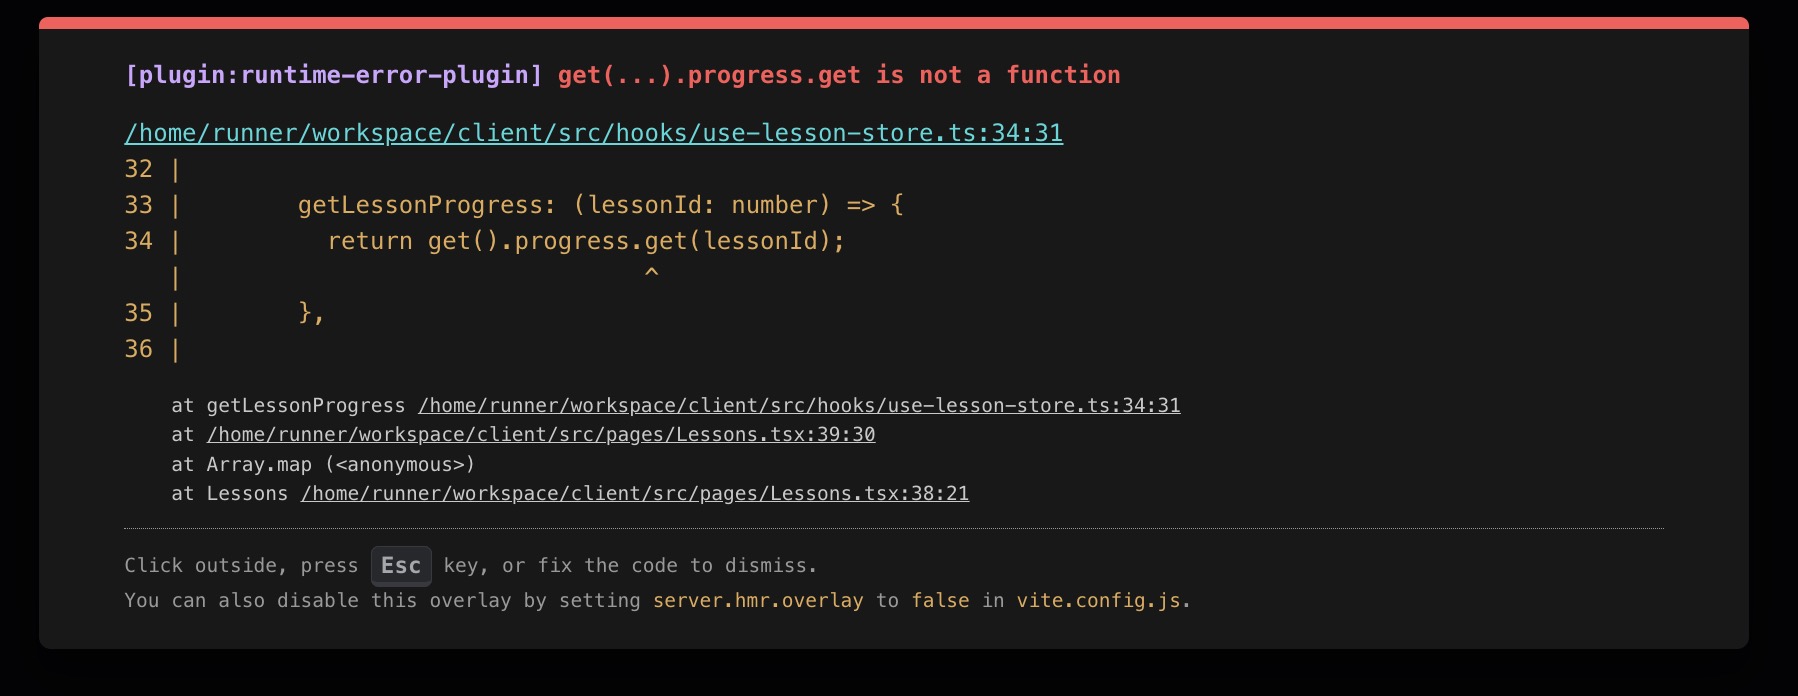 [plugin:runtime-error-plugin] get(...).progress.get is not a function
/home/runner/workspace/client/src/hooks/use-lesson-store.ts:34:31
32 |
33 |        getLessonProgress: (lessonId: number) => {
34 |          return get().progress.get(lessonId);
   |                                ^
35 |        },
36 |
    at getLessonProgress /home/runner/workspace/client/src/hooks/use-lesson-store.ts:34:31
    at /home/runner/workspace/client/src/pages/Lessons.tsx:39:30
    at Array.map (<anonymous>)
    at Lessons /home/runner/workspace/client/src/pages/Lessons.tsx:38:21
Click outside, press Esc key, or fix the code to dismiss.
You can also disable this overlay by setting server.hmr.overlay to false in vite.config.js.